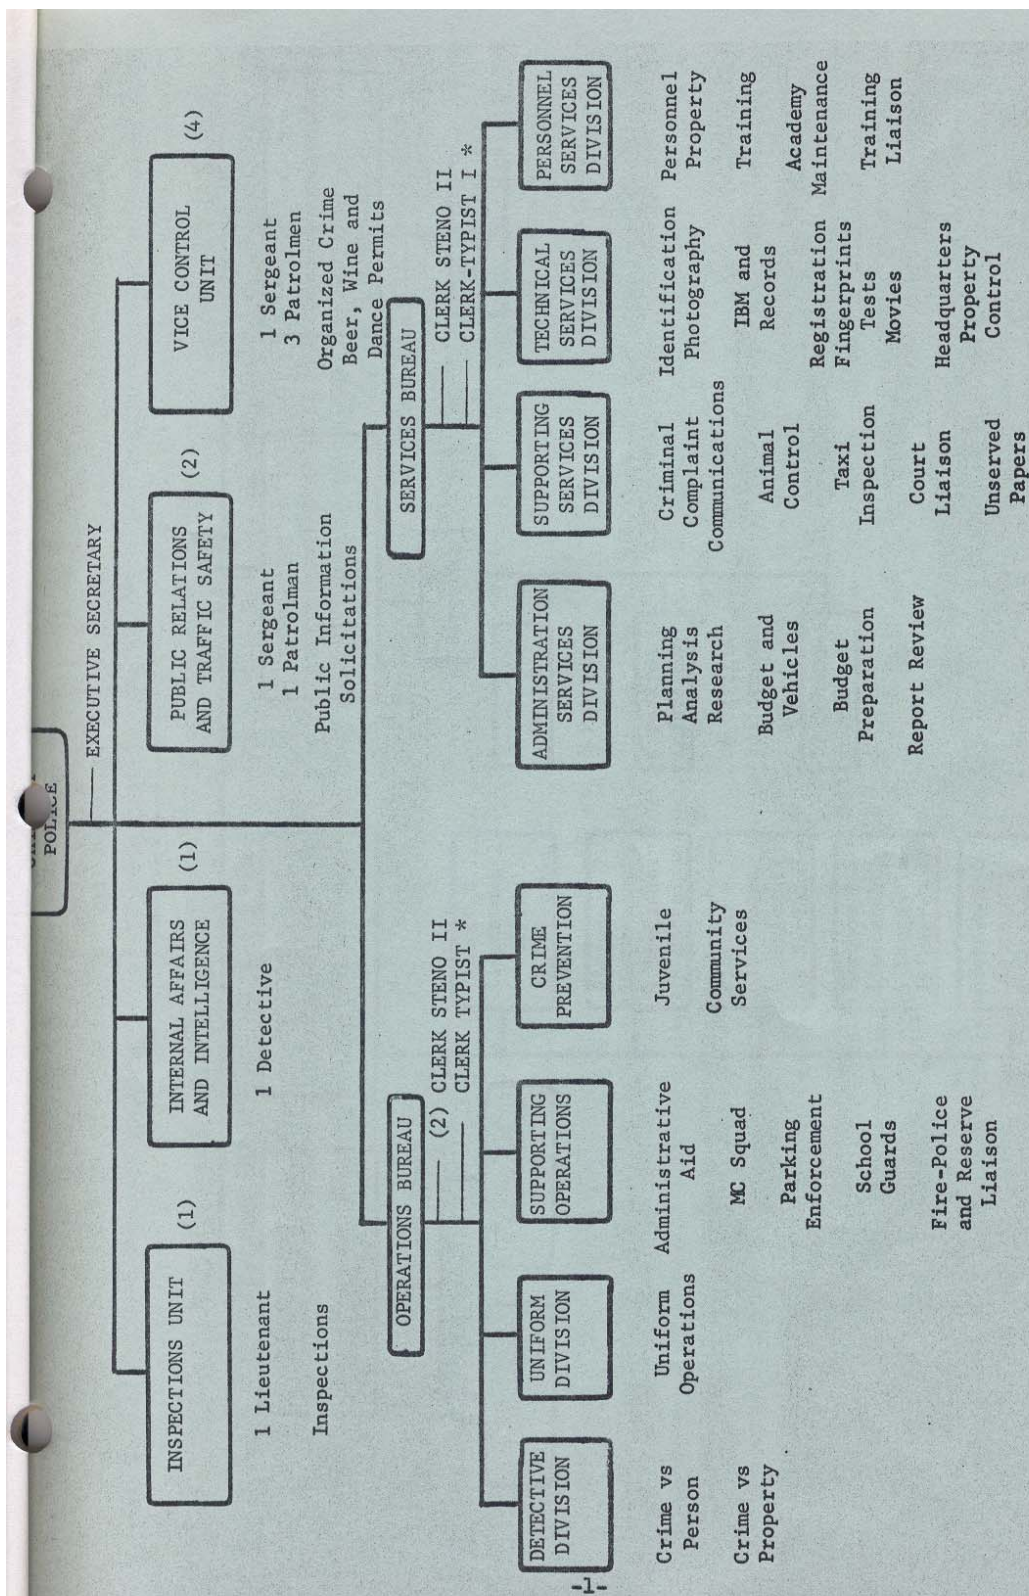 POLICE
EXECUTIVE SECRETARY
INSPECTIONS UNIT
(1)
1 Lieutenant
Inspections
INTERNAL AFFAIRS
AND INTELLIGENCE
(1)
1 Detective
PUBLIC RELATIONS
AND TRAFFIC SAFETY
(2)
1 Sergeant
1 Patrolman
Public Information
Solicitations
VICE CONTROL
UNIT
(4)
1 Sergeant
3 Patrolmen
Organized Crime
Beer, Wine and
Dance Permits
OPERATIONS BUREAU
(2) CLERK STENO II
CLERK TYPIST *
DETECTIVE
DIVISION
Crime vs
Person
Crime vs
Property
UNIFORM
DIVISION
Uniform
Operations
SUPPORTING
OPERATIONS
Administrative
Aid
MC Squad
Parking
Enforcement
School
Guards
Fire-Police
and Reserve
Liaison
CRIME
PREVENTION
Juvenile
Community
Services
SERVICES BUREAU
CLERK STENO II
CLERK-TYPIST I *
ADMINISTRATION
SERVICES
DIVISION
Planning
Analysis
Research
Budget and
Vehicles
Budget
Preparation
Report Review
SUPPORTING
SERVICES
DIVISION
Criminal
Complaint
Communications
Animal
Control
Taxi
Inspection
Court
Liaison
Unserved
Papers
TECHNICAL
SERVICES
DIVISION
Identification
Photography
IBM and
Records
Registration
Fingerprints
Tests
Movies
Headquarters
Property
Control
PERSONNEL
SERVICES
DIVISION
Personnel
Property
Training
Academy
Maintenance
Training
Liaison
-1-